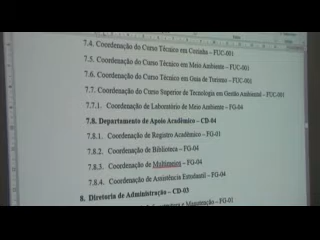 7.4. Coordenação do Curso Técnico em Cozinha – FUC-001
7.5. Coordenação do Curso Técnico em Meio Ambiente – FUC-001
7.6. Coordenação do Curso Técnico em Guia de Turismo – FUC-001
7.7. Coordenação do Curso Superior de Tecnologia em Gestão Ambiental – FUC-001
7.7.1. Coordenação de Laboratório de Meio Ambiente – FG-04
7.8. Departamento de Apoio Acadêmico – CD-04
7.8.1. Coordenação de Registro Acadêmico – FG-01
7.8.2. Coordenação de Biblioteca – FG-04
7.8.3. Coordenação de Multimeios – FG-04
7.8.4. Coordenação de Assistência Estudantil – FG-04
8. Diretoria de Administração – CD-03
e Manutenção – FG-01